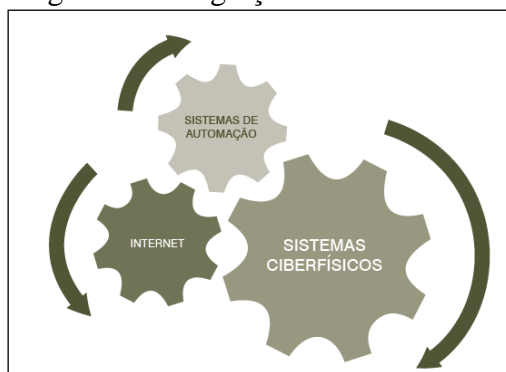 SISTEMAS DE
AUTOMAÇÃO
INTERNET
SISTEMAS
CIBERFÍSICOS